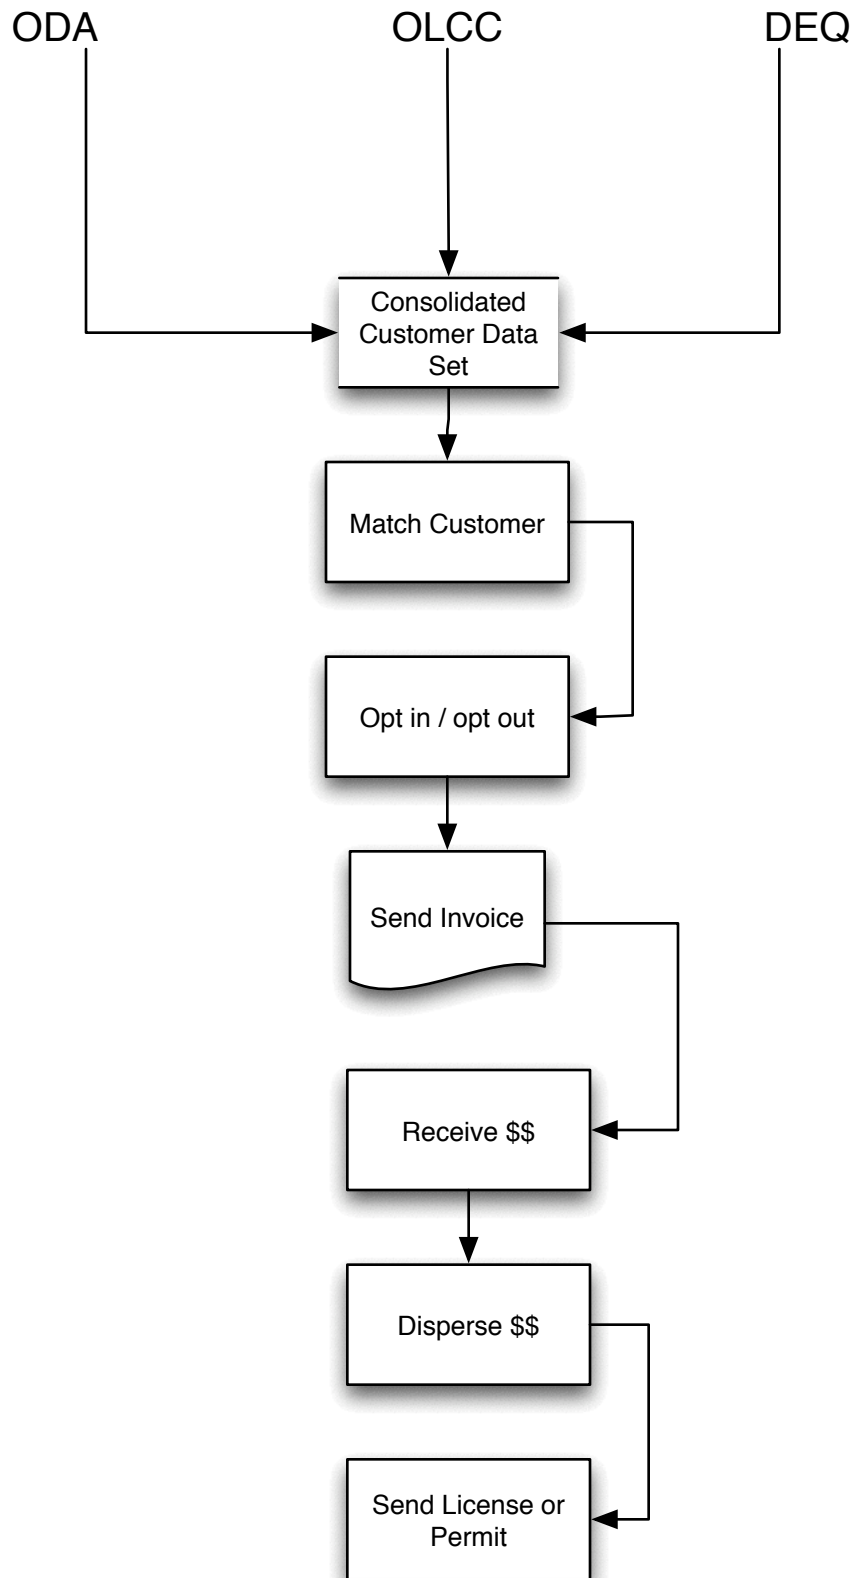 ODA
OLCC
DEQ
Consolidated
Customer Data
Set
Match Customer
Opt in / opt out
Send Invoice
Receive $$
Disperse $$
Send License or
Permit